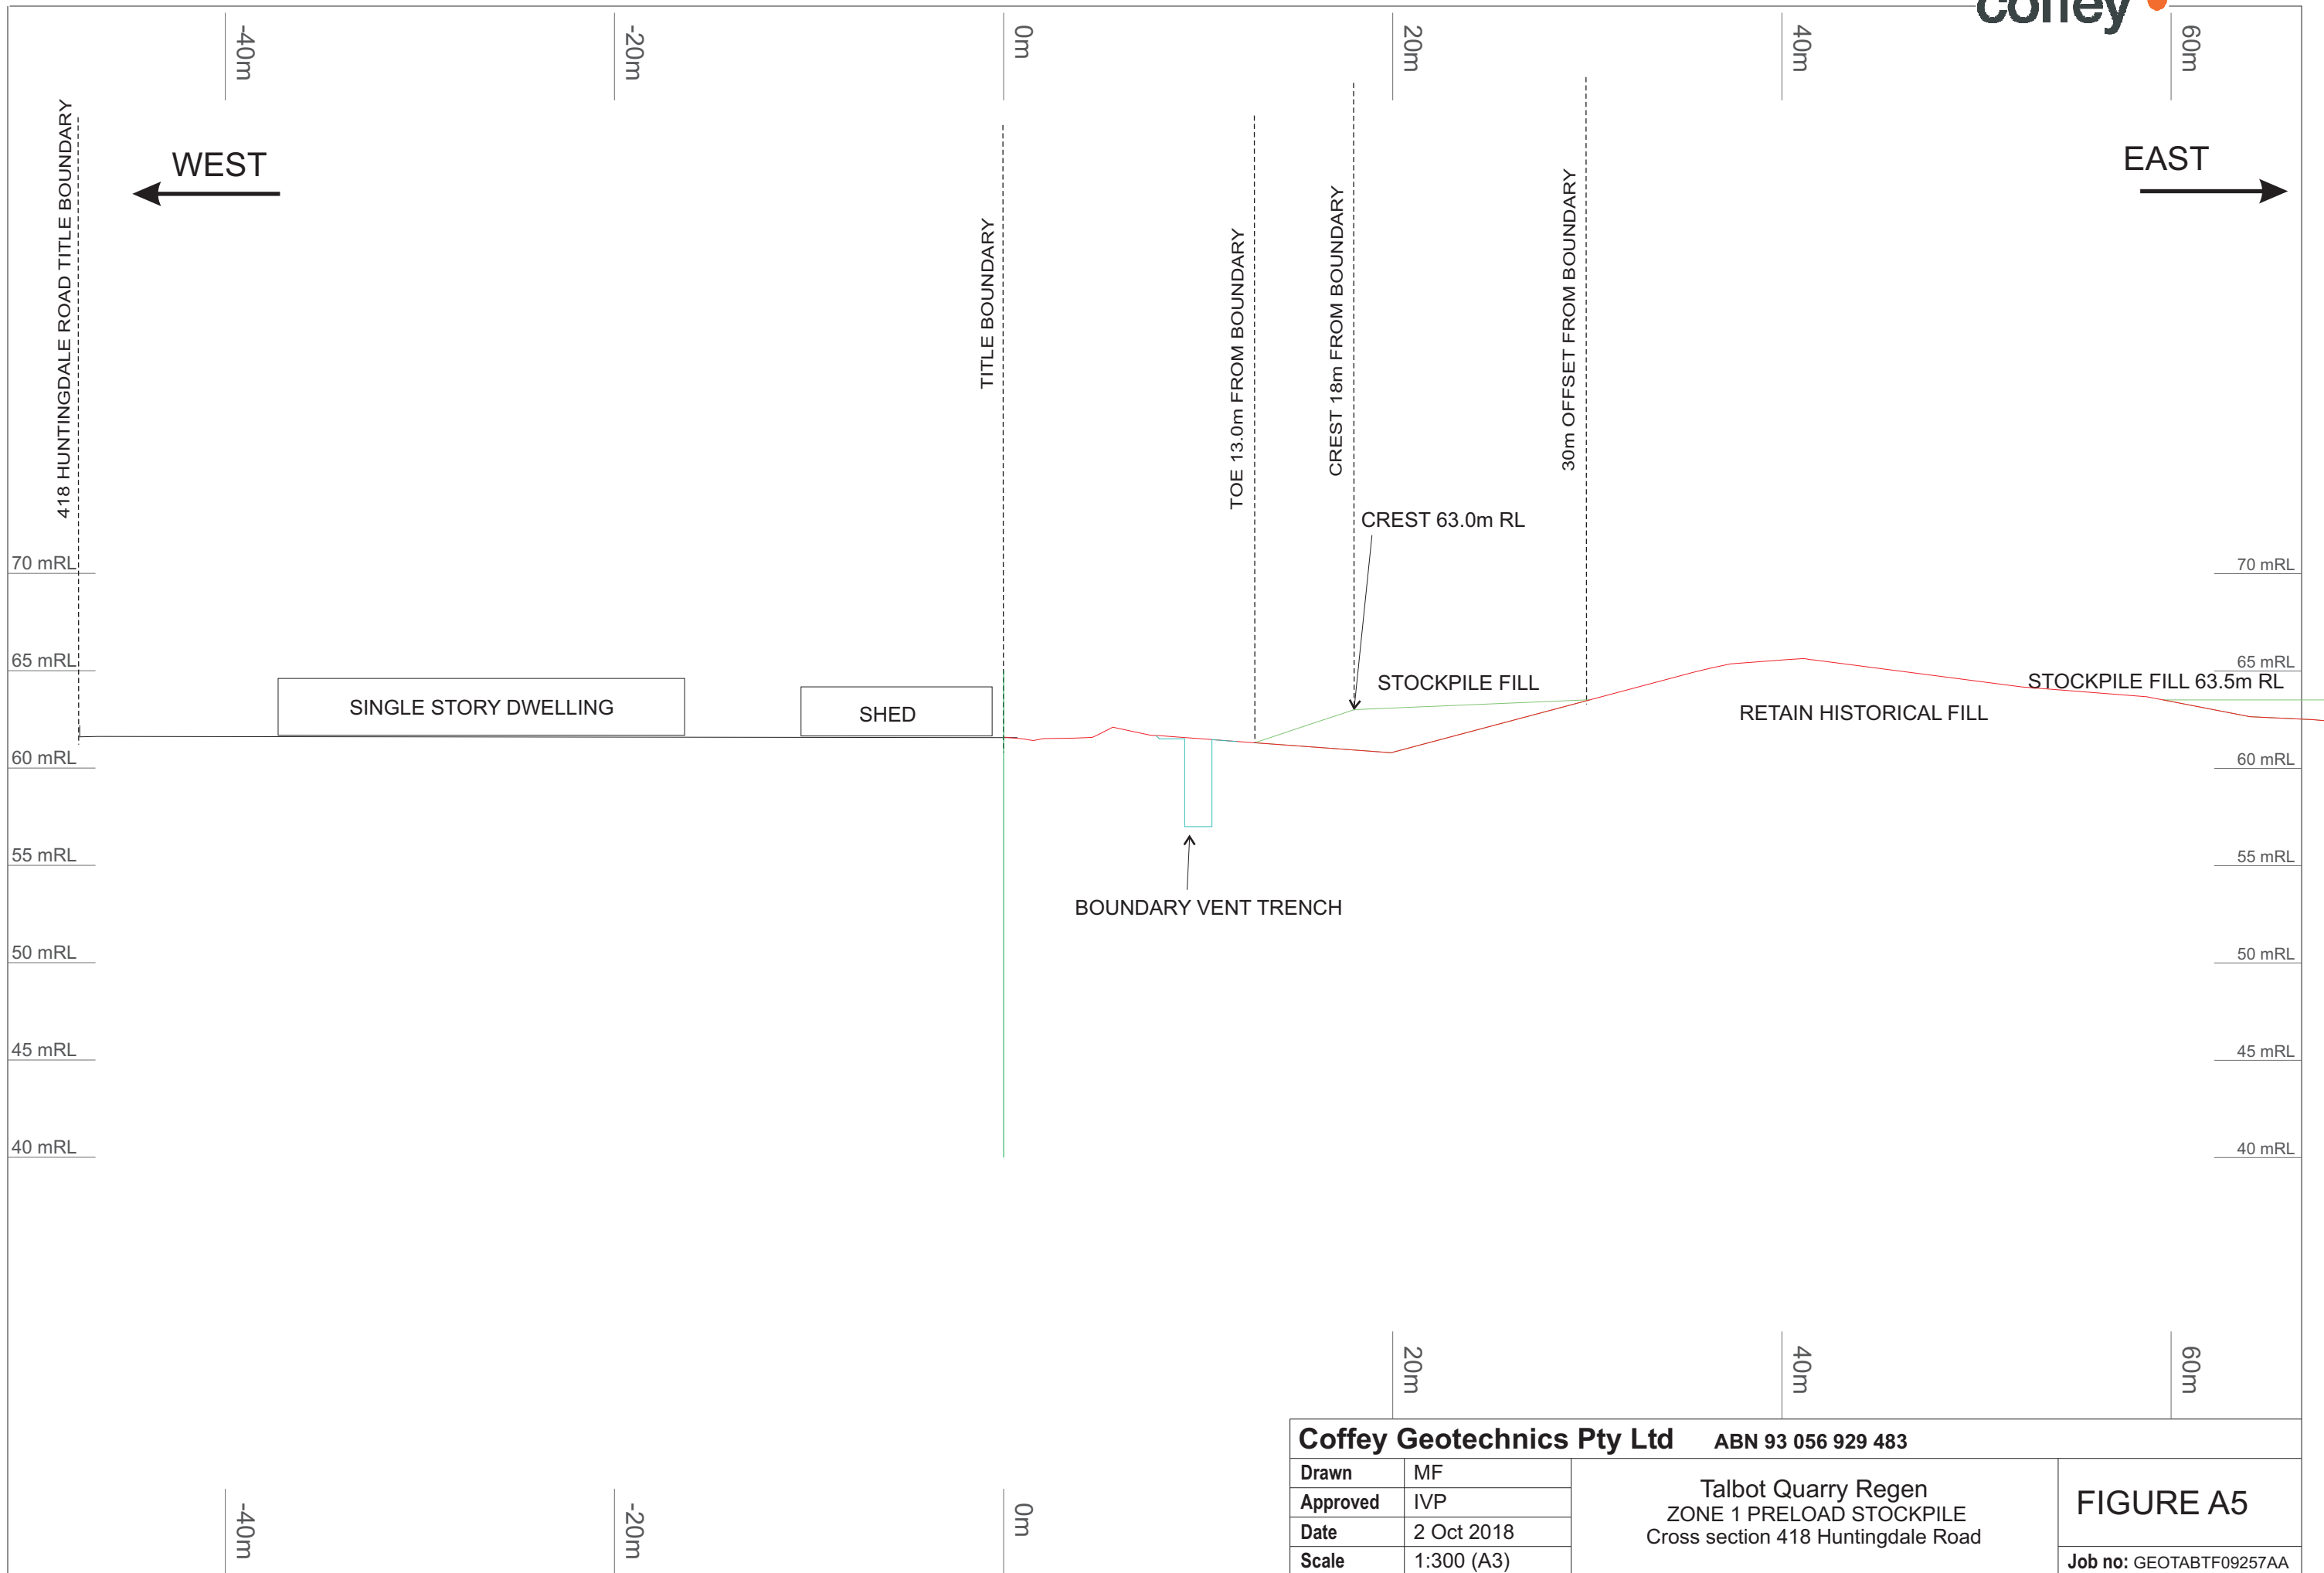 coffey
-40m
-20m
0m
20m
40m
60m
WEST
EAST
418 HUNTINGDALE ROAD TITLE BOUNDARY
TITLE BOUNDARY
TOE 13.0m FROM BOUNDARY
CREST 18m FROM BOUNDARY
30m OFFSET FROM BOUNDARY
CREST 63.0m RL
70 mRL
70 mRL
65 mRL
65 mRL
STOCKPILE FILL
STOCKPILE FILL 63.5m RL
SINGLE STORY DWELLING
SHED
RETAIN HISTORICAL FILL
60 mRL
60 mRL
55 mRL
55 mRL
BOUNDARY VENT TRENCH
50 mRL
50 mRL
45 mRL
45 mRL
40 mRL
40 mRL
20m
40m
60m
-40m
-20m
0m
Coffey Geotechnics Pty Ltd ABN 93 056 929 483
Drawn MF
Approved IVP
Date 2 Oct 2018
Scale 1:300 (A3)
Talbot Quarry Regen
ZONE 1 PRELOAD STOCKPILE
Cross section 418 Huntingdale Road
FIGURE A5
Job no: GEOTABTF09257AA